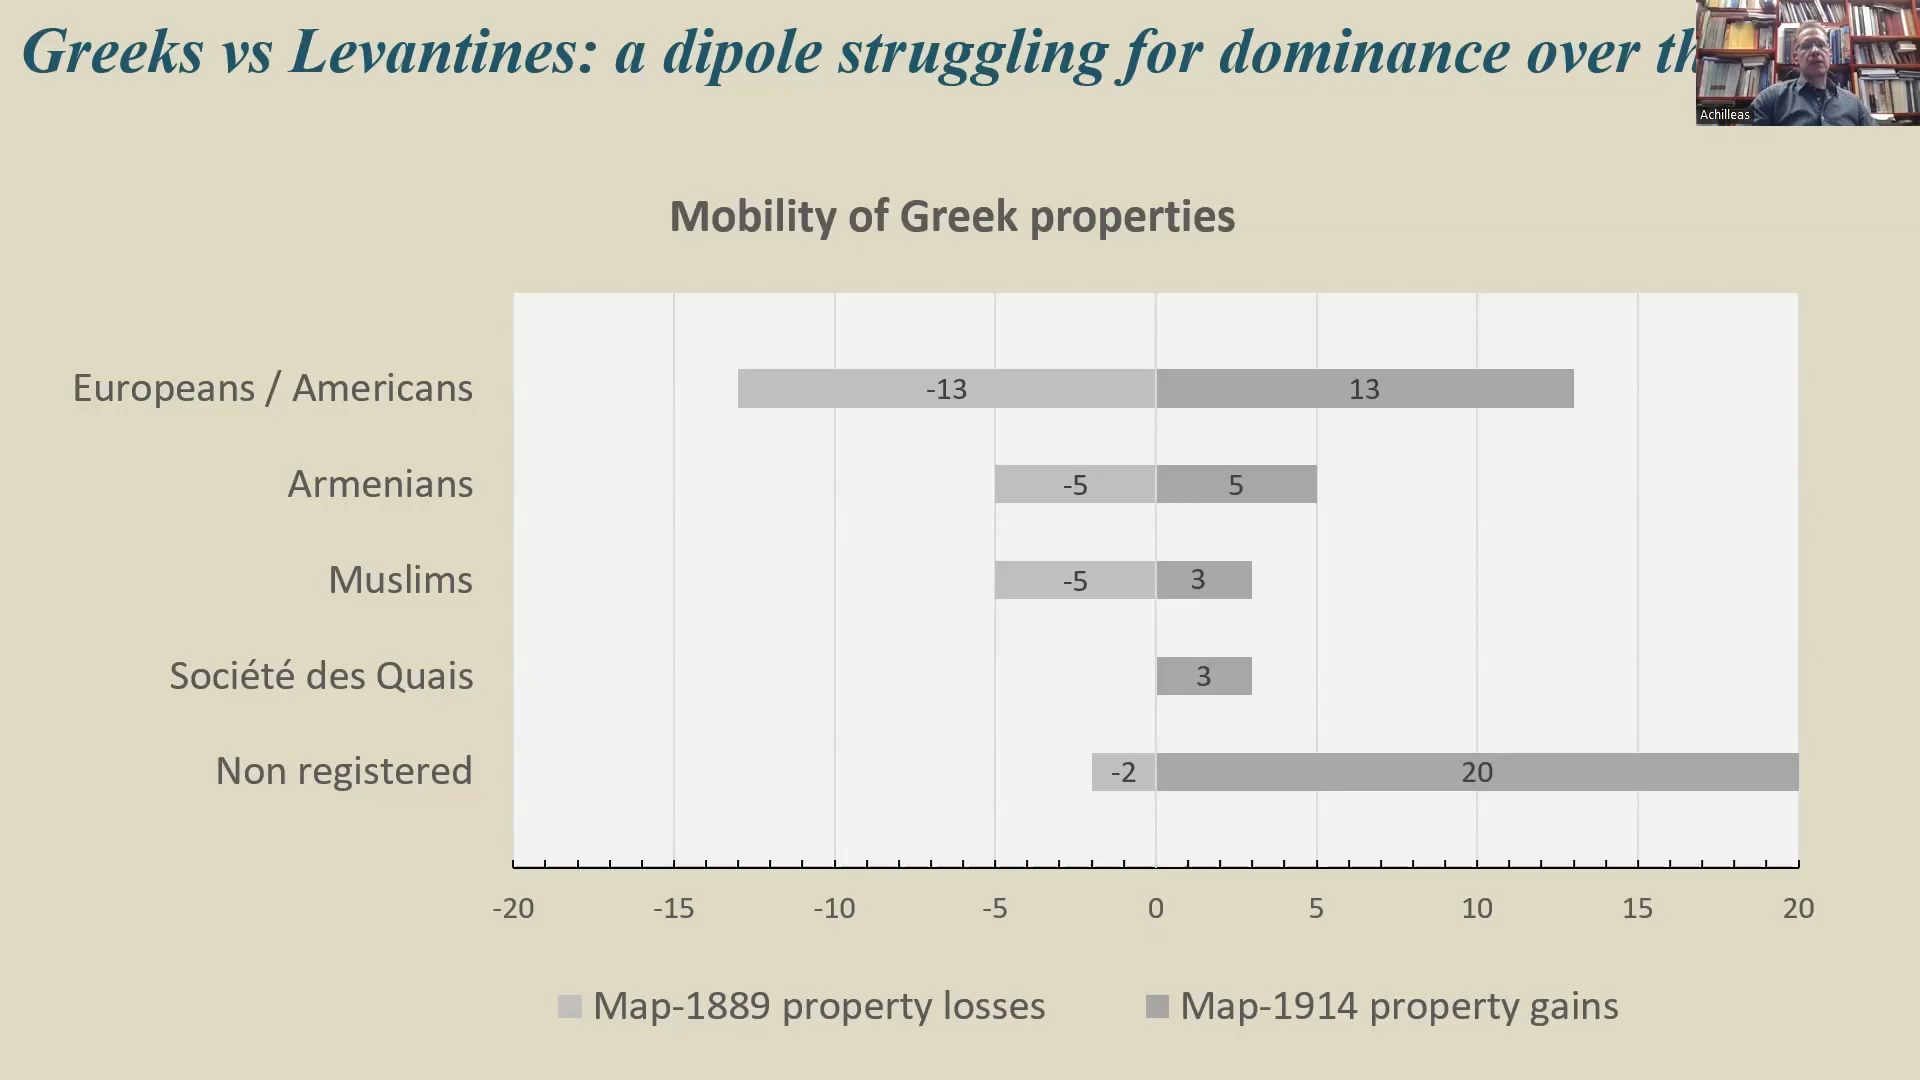 Greeks vs Levantines: a dipole struggling for dominance over
Achilleas
Mobility of Greek properties
Europeans / Americans
-13
13
Armenians
-5
5
Muslims
-5
3
Société des Quais
3
Non registered
-2
20
-20 -15 -10 -5 0 5 10 15 20
Map-1889 property losses
Map-1914 property gains